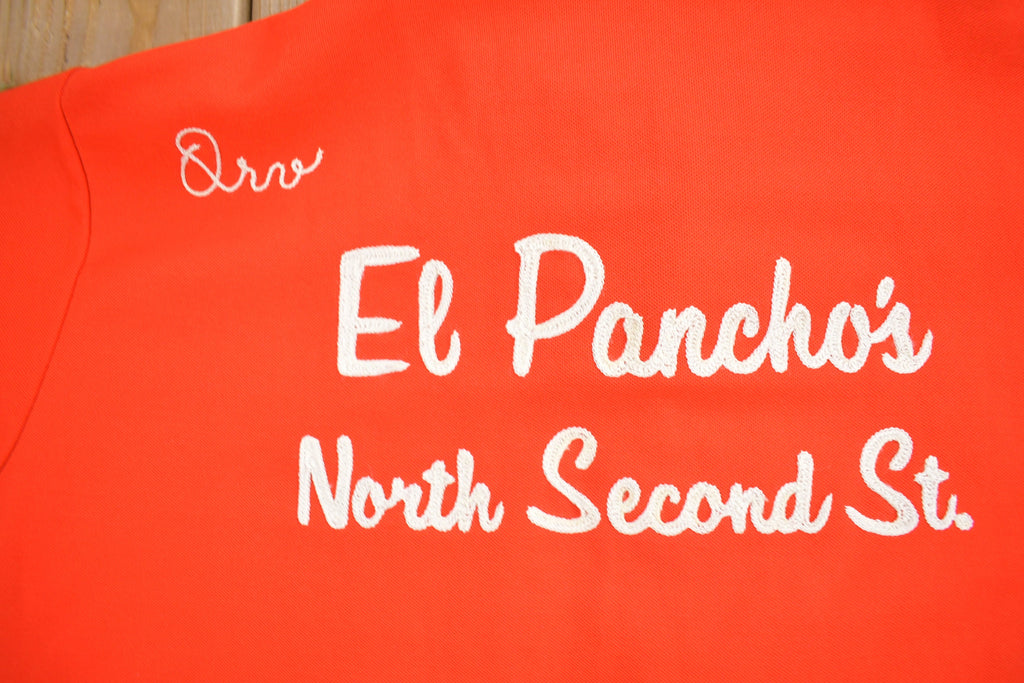 Orv
El Pancho's
North Second St.